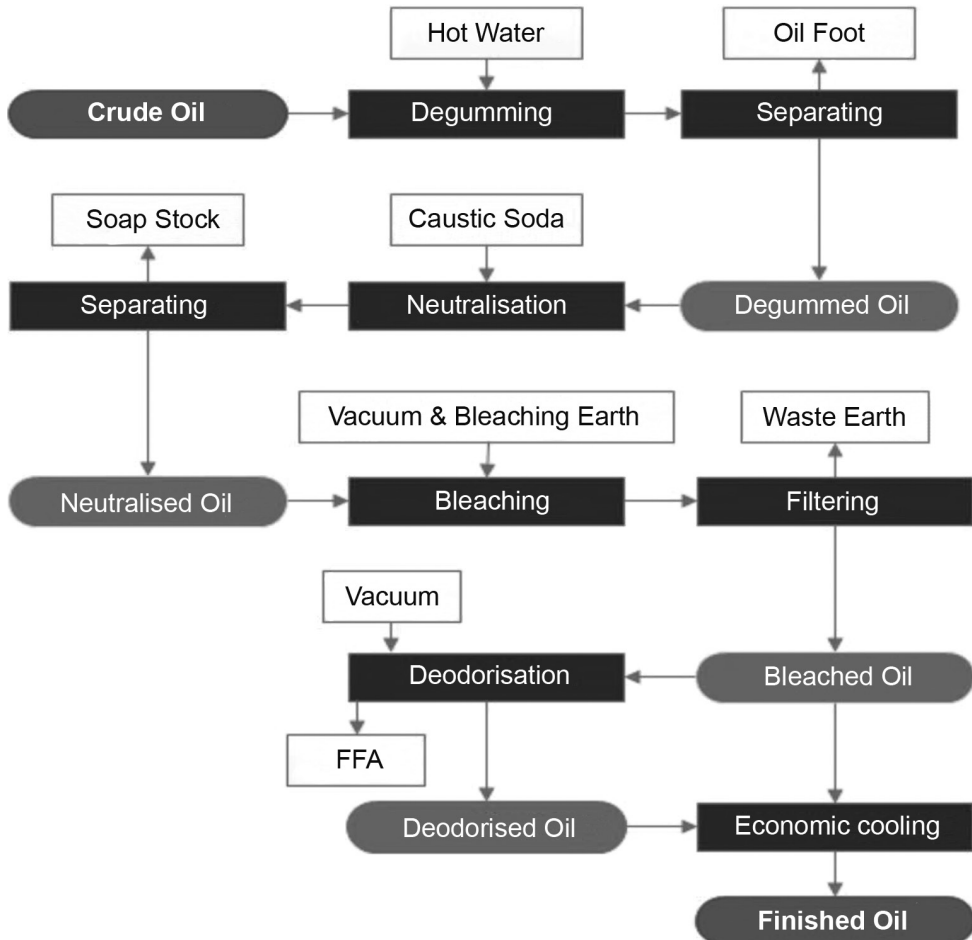 Hot Water
Oil Foot
Crude Oil
Degumming
Separating
Soap Stock
Caustic Soda
Separating
Neutralisation
Degummed Oil
Vacuum & Bleaching Earth
Waste Earth
Neutralised Oil
Bleaching
Filtering
Vacuum
Deodorisation
Bleached Oil
FFA
Deodorised Oil
Economic cooling
Finished Oil